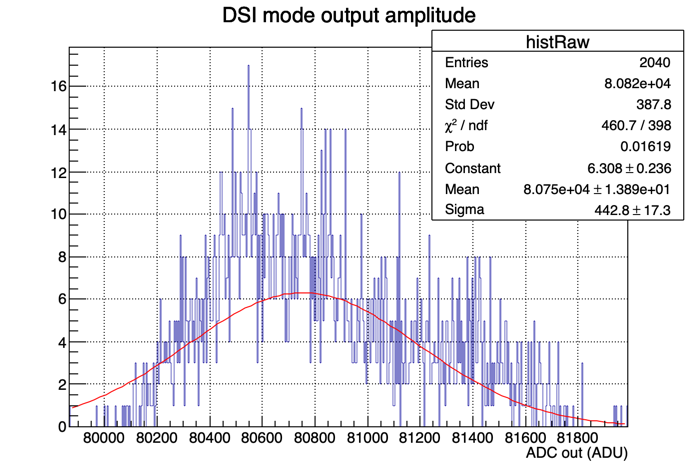 DSI mode output amplitude
histRaw
Entries 2040
Mean 8.082e+04
Std Dev 387.8
χ² / ndf 460.7 / 398
Prob 0.01619
Constant 6.308 ± 0.236
Mean 8.075e+04 ± 1.389e+01
Sigma 442.8 ± 17.3
16
14
12
10
8
6
4
2
0
80000 80200 80400 80600 80800 81000 81200 81400 81600 81800
ADC out (ADU)